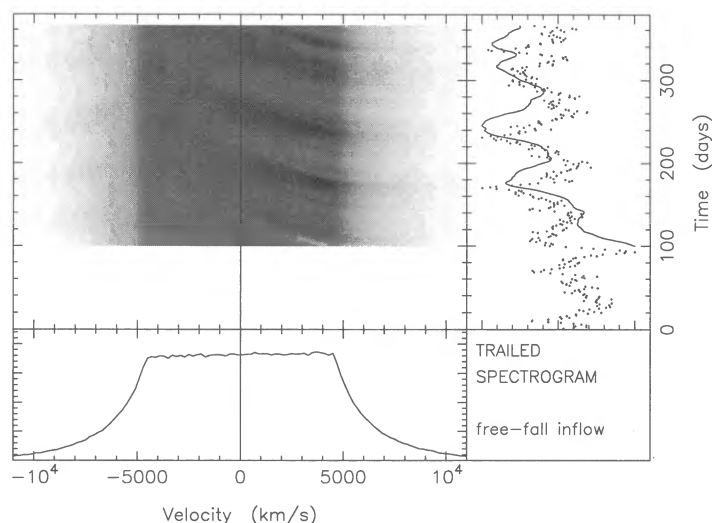 300
200
100
0
Time (days)
TRAILED
SPECTROGRAM
free-fall inflow
-10⁴
-5000
0
5000
10⁴
Velocity (km/s)